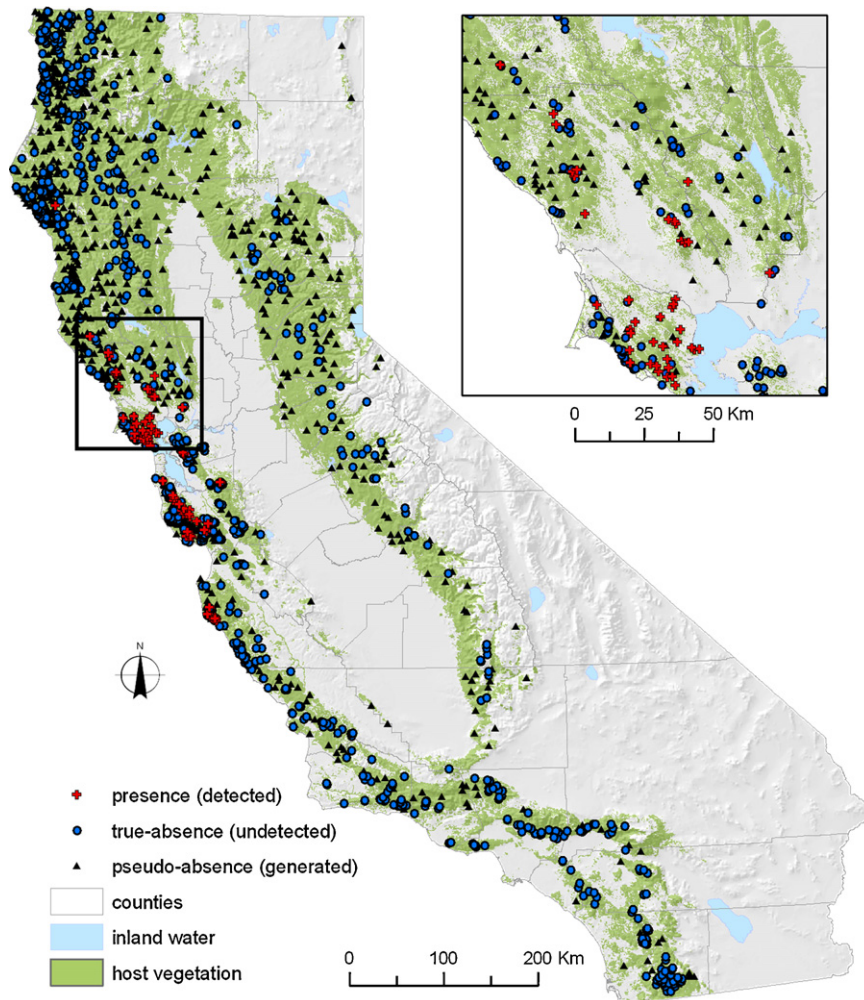 0 25 50 Km
N
presence (detected)
true-absence (undetected)
pseudo-absence (generated)
counties
inland water
host vegetation
0 100 200 Km